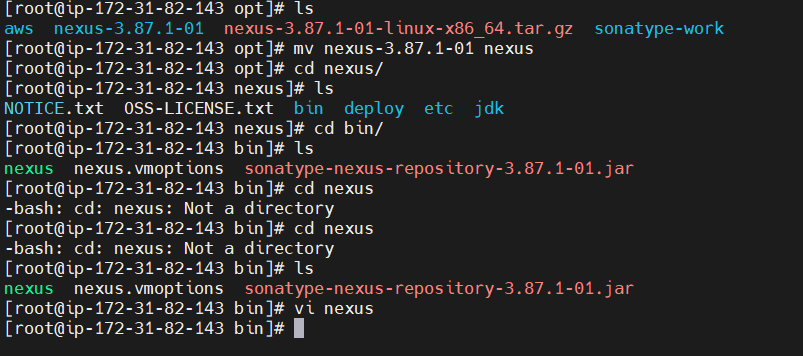 [root@ip-172-31-82-143 opt]# ls
aws  nexus-3.87.1-01  nexus-3.87.1-01-linux-x86_64.tar.gz  sonatype-work
[root@ip-172-31-82-143 opt]# mv nexus-3.87.1-01 nexus
[root@ip-172-31-82-143 opt]# cd nexus/
[root@ip-172-31-82-143 nexus]# ls
NOTICE.txt  OSS-LICENSE.txt  bin  deploy  etc  jdk
[root@ip-172-31-82-143 nexus]# cd bin/
[root@ip-172-31-82-143 bin]# ls
nexus  nexus.vmoptions  sonatype-nexus-repository-3.87.1-01.jar
[root@ip-172-31-82-143 bin]# cd nexus
-bash: cd: nexus: Not a directory
[root@ip-172-31-82-143 bin]# cd nexus
-bash: cd: nexus: Not a directory
[root@ip-172-31-82-143 bin]# ls
nexus  nexus.vmoptions  sonatype-nexus-repository-3.87.1-01.jar
[root@ip-172-31-82-143 bin]# vi nexus
[root@ip-172-31-82-143 bin]#